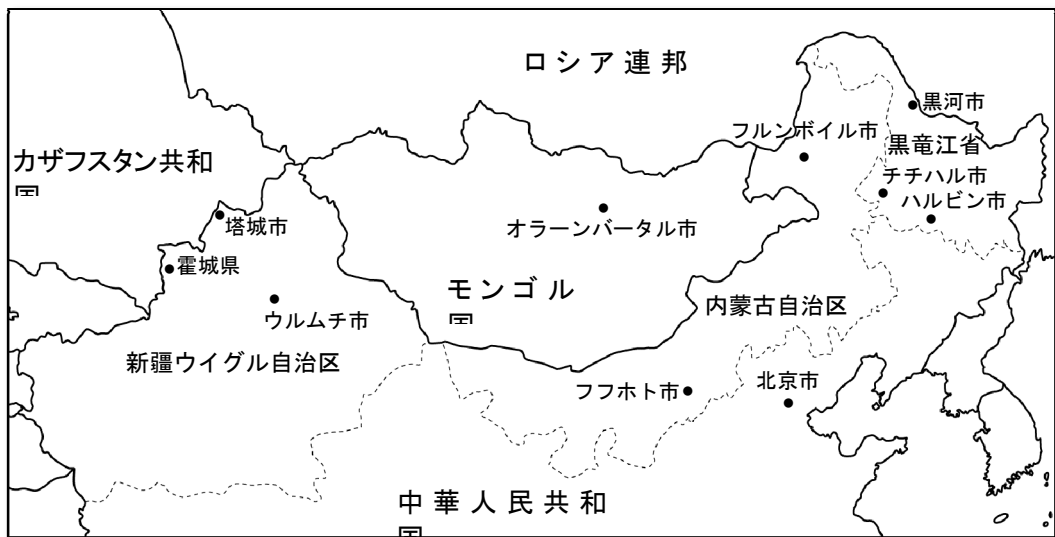 ロシア連邦
黒河市
フルンボイル市
黒竜江省
カザフスタン共和
国
チチハル市
ハルビン市
塔城市
オラーンバータル市
霍城県
モンゴル
国
内蒙古自治区
ウルムチ市
新疆ウイグル自治区
フフホト市
北京市
中華人民共和
国